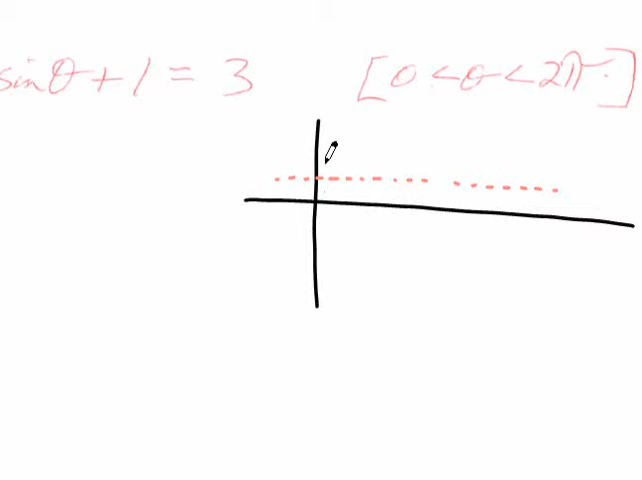 sinθ + 1 = 3 [0 < θ < 2π.]